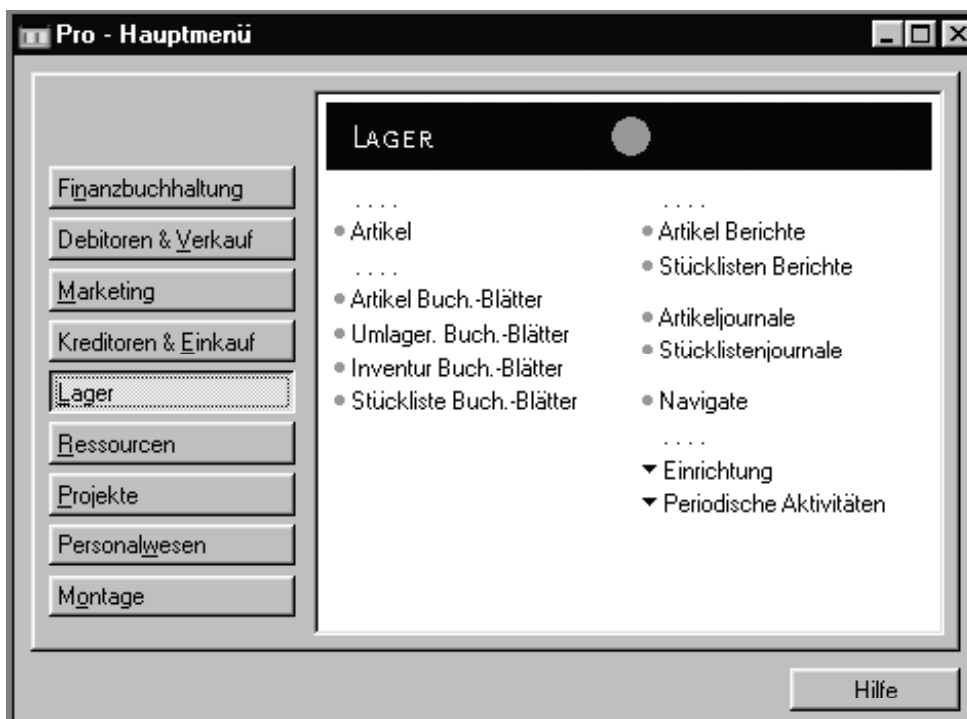 Pro - Hauptmenü
Finanzbuchhaltung
Debitoren & Verkauf
Marketing
Kreditoren & Einkauf
Lager
Ressourcen
Projekte
Personalwesen
Montage
LAGER
. . . .
Artikel
. . . .
Artikel Buch.-Blätter
Umlager. Buch.-Blätter
Inventur Buch.-Blätter
Stückliste Buch.-Blätter
. . . .
Artikel Berichte
Stücklisten Berichte
Artikeljournale
Stücklistenjournale
Navigate
. . . .
Einrichtung
Periodische Aktivitäten
Hilfe